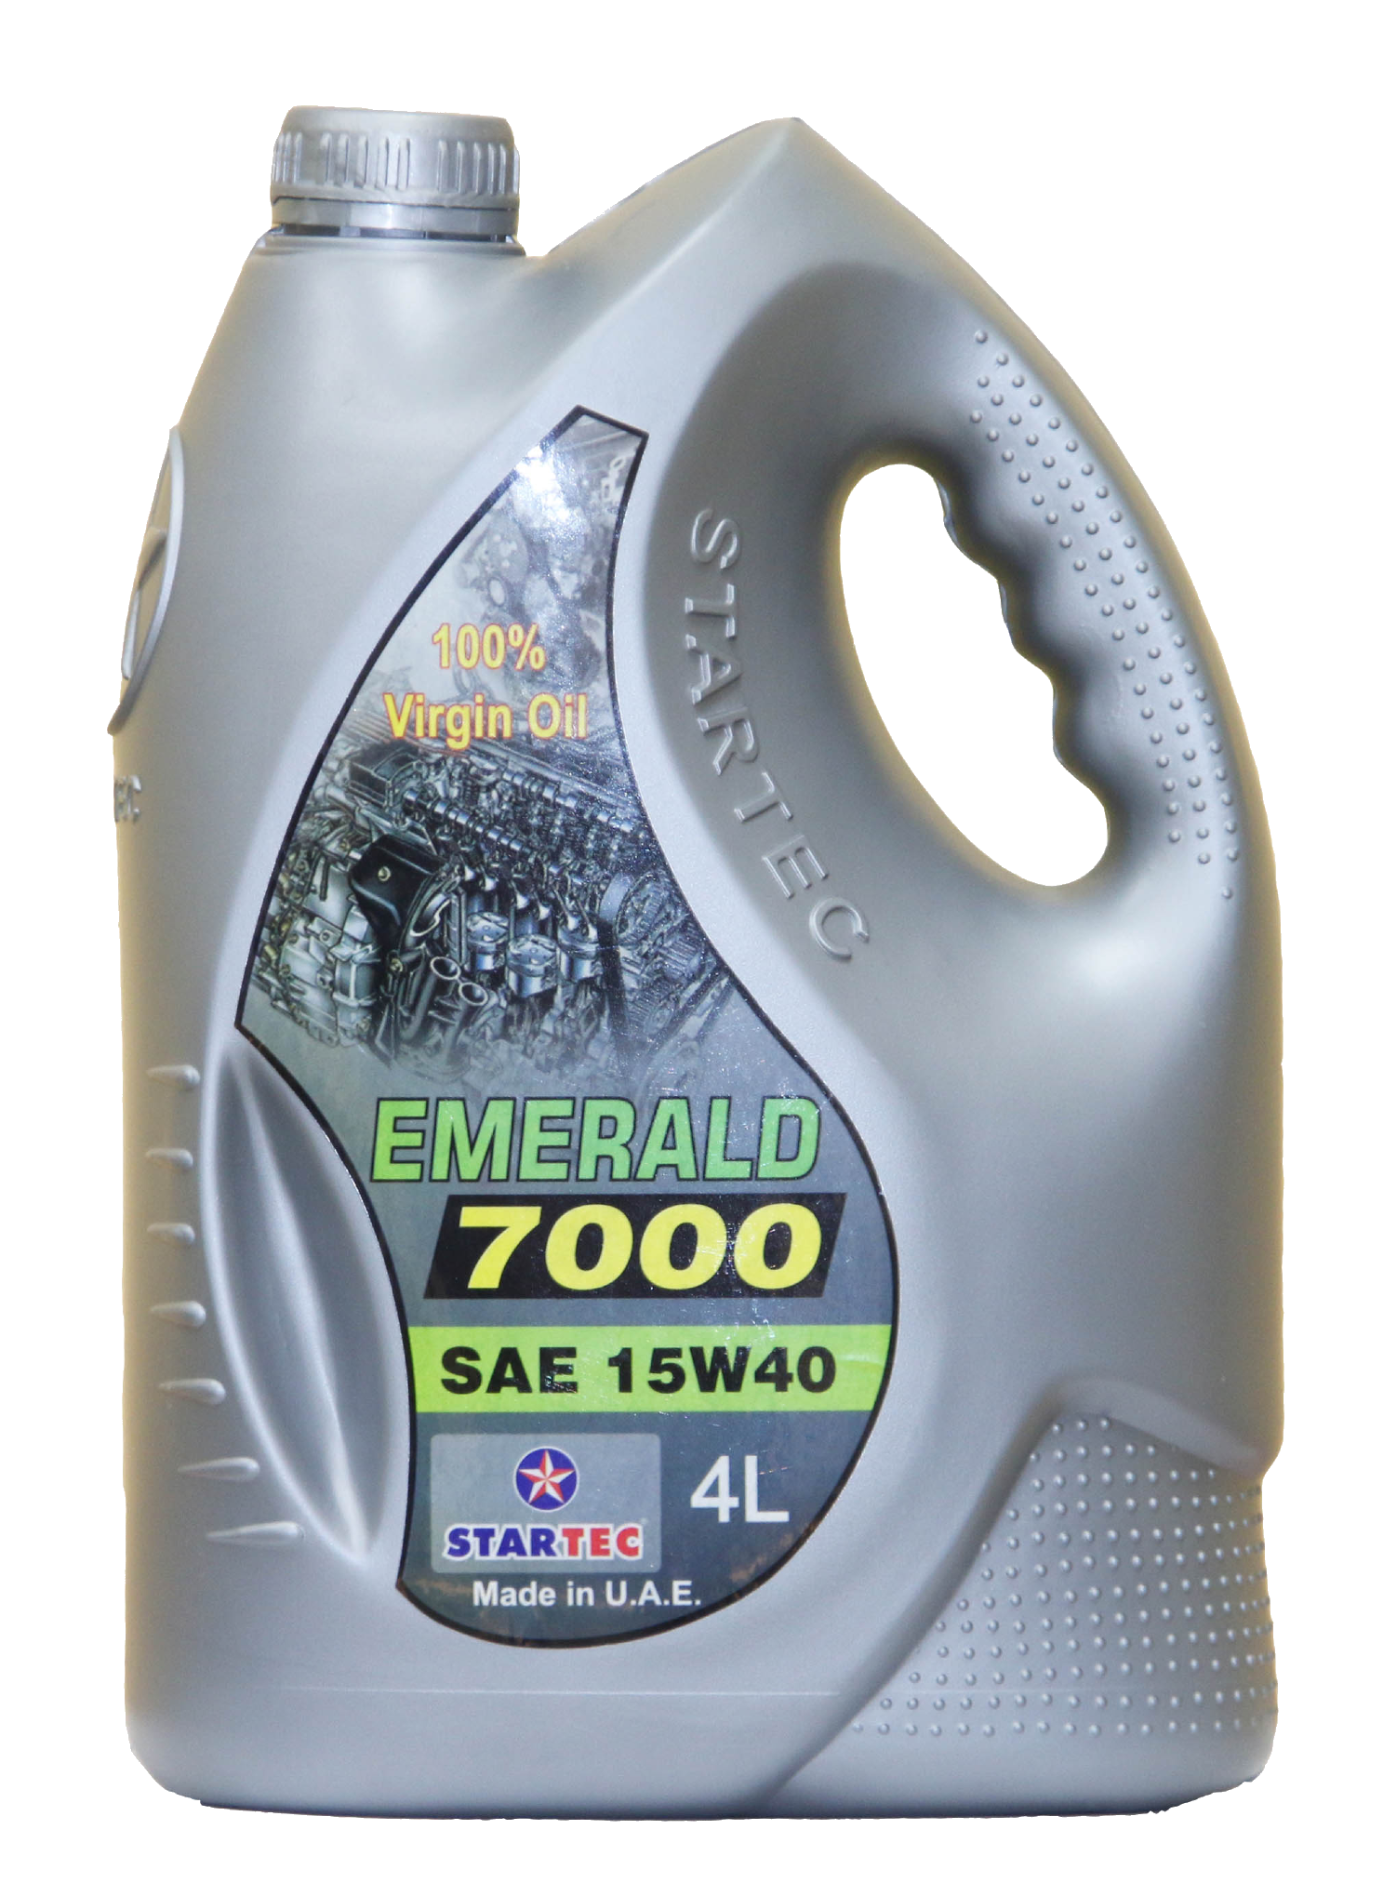 100%
Virgin Oil
STARTEC
EMERALD
7000
SAE 15W40
STARTEC
4L
Made in U.A.E.